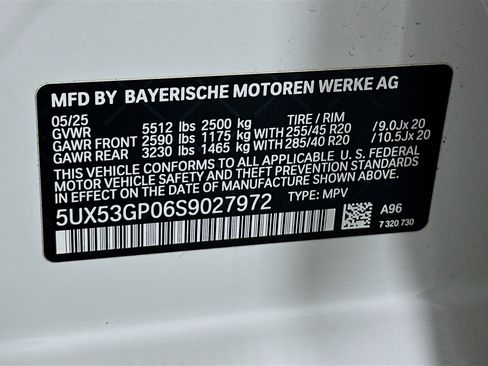 MFD BY BAYERISCHE MOTOREN WERKE AG
05/25 TIRE / RIM
GVWR 5512 lbs 2500 kg
GAWR FRONT 2590 lbs 1175 kg WITH 255/45 R20 /9.0Jx 20
GAWR REAR 3230 lbs 1465 kg WITH 285/40 R20 /10.5Jx 20
THIS VEHICLE CONFORMS TO ALL APPLICABLE U.S. FEDERAL
MOTOR VEHICLE SAFETY AND THEFT PREVENTION STANDARDS
IN EFFECT ON THE DATE OF MANUFACTURE SHOWN ABOVE.
5UX53GP06S9027972 TYPE: MPV
A96
7 320 730